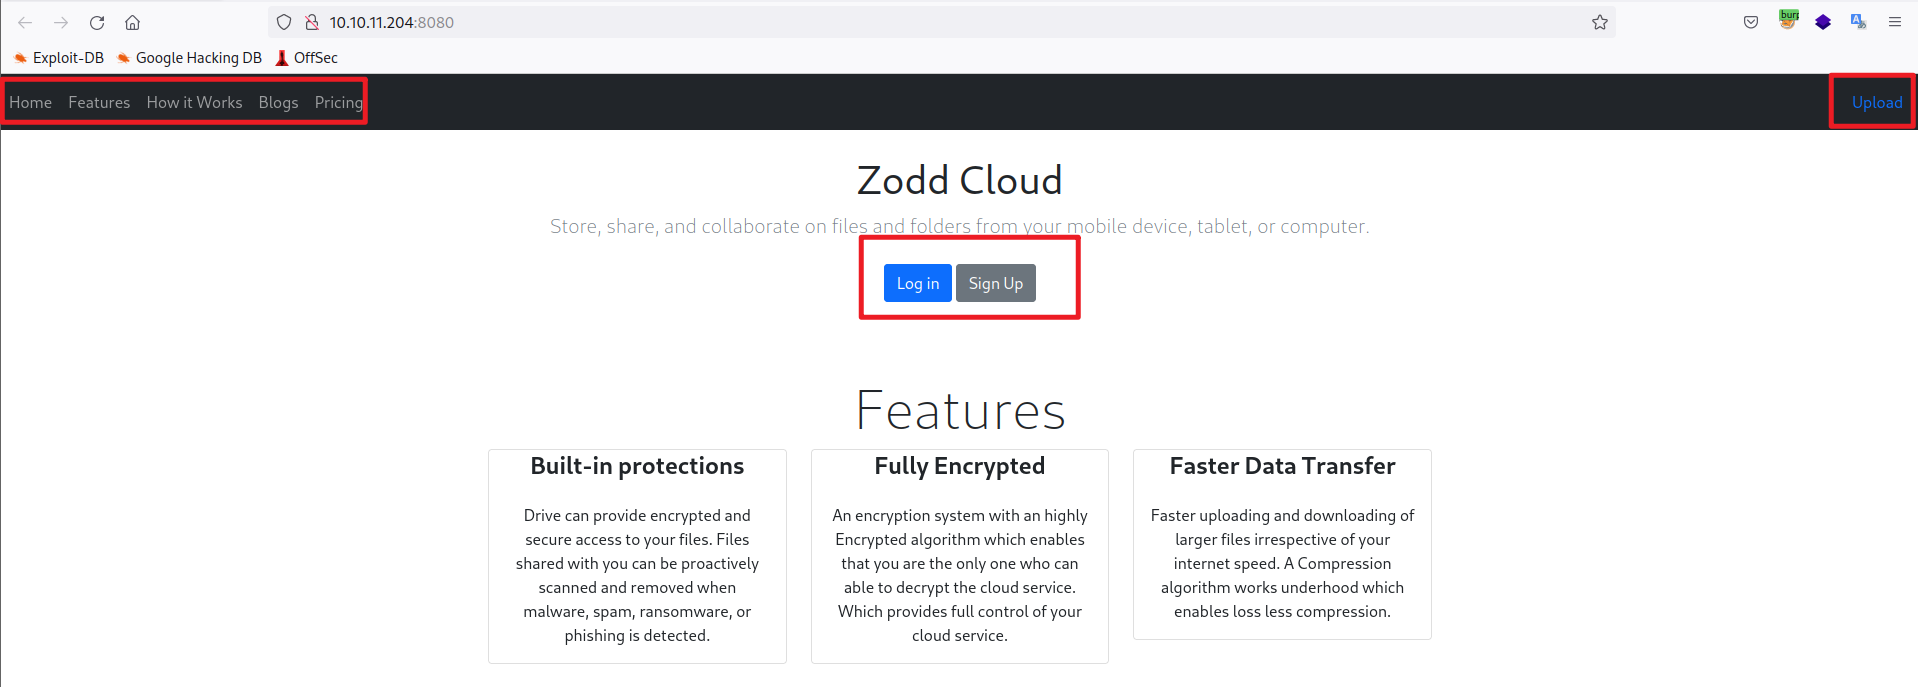 10.10.11.204:8080
Exploit-DB Google Hacking DB OffSec
Home Features How it Works Blogs Pricing Upload
Zodd Cloud
Store, share, and collaborate on files and folders from your mobile device, tablet, or computer.
Log in Sign Up
Features
Built-in protections
Drive can provide encrypted and
secure access to your files. Files
shared with you can be proactively
scanned and removed when
malware, spam, ransomware, or
phishing is detected.
Fully Encrypted
An encryption system with an highly
Encrypted algorithm which enables
that you are the only one who can
able to decrypt the cloud service.
Which provides full control of your
cloud service.
Faster Data Transfer
Faster uploading and downloading of
larger files irrespective of your
internet speed. A Compression
algorithm works underhood which
enables loss less compression.